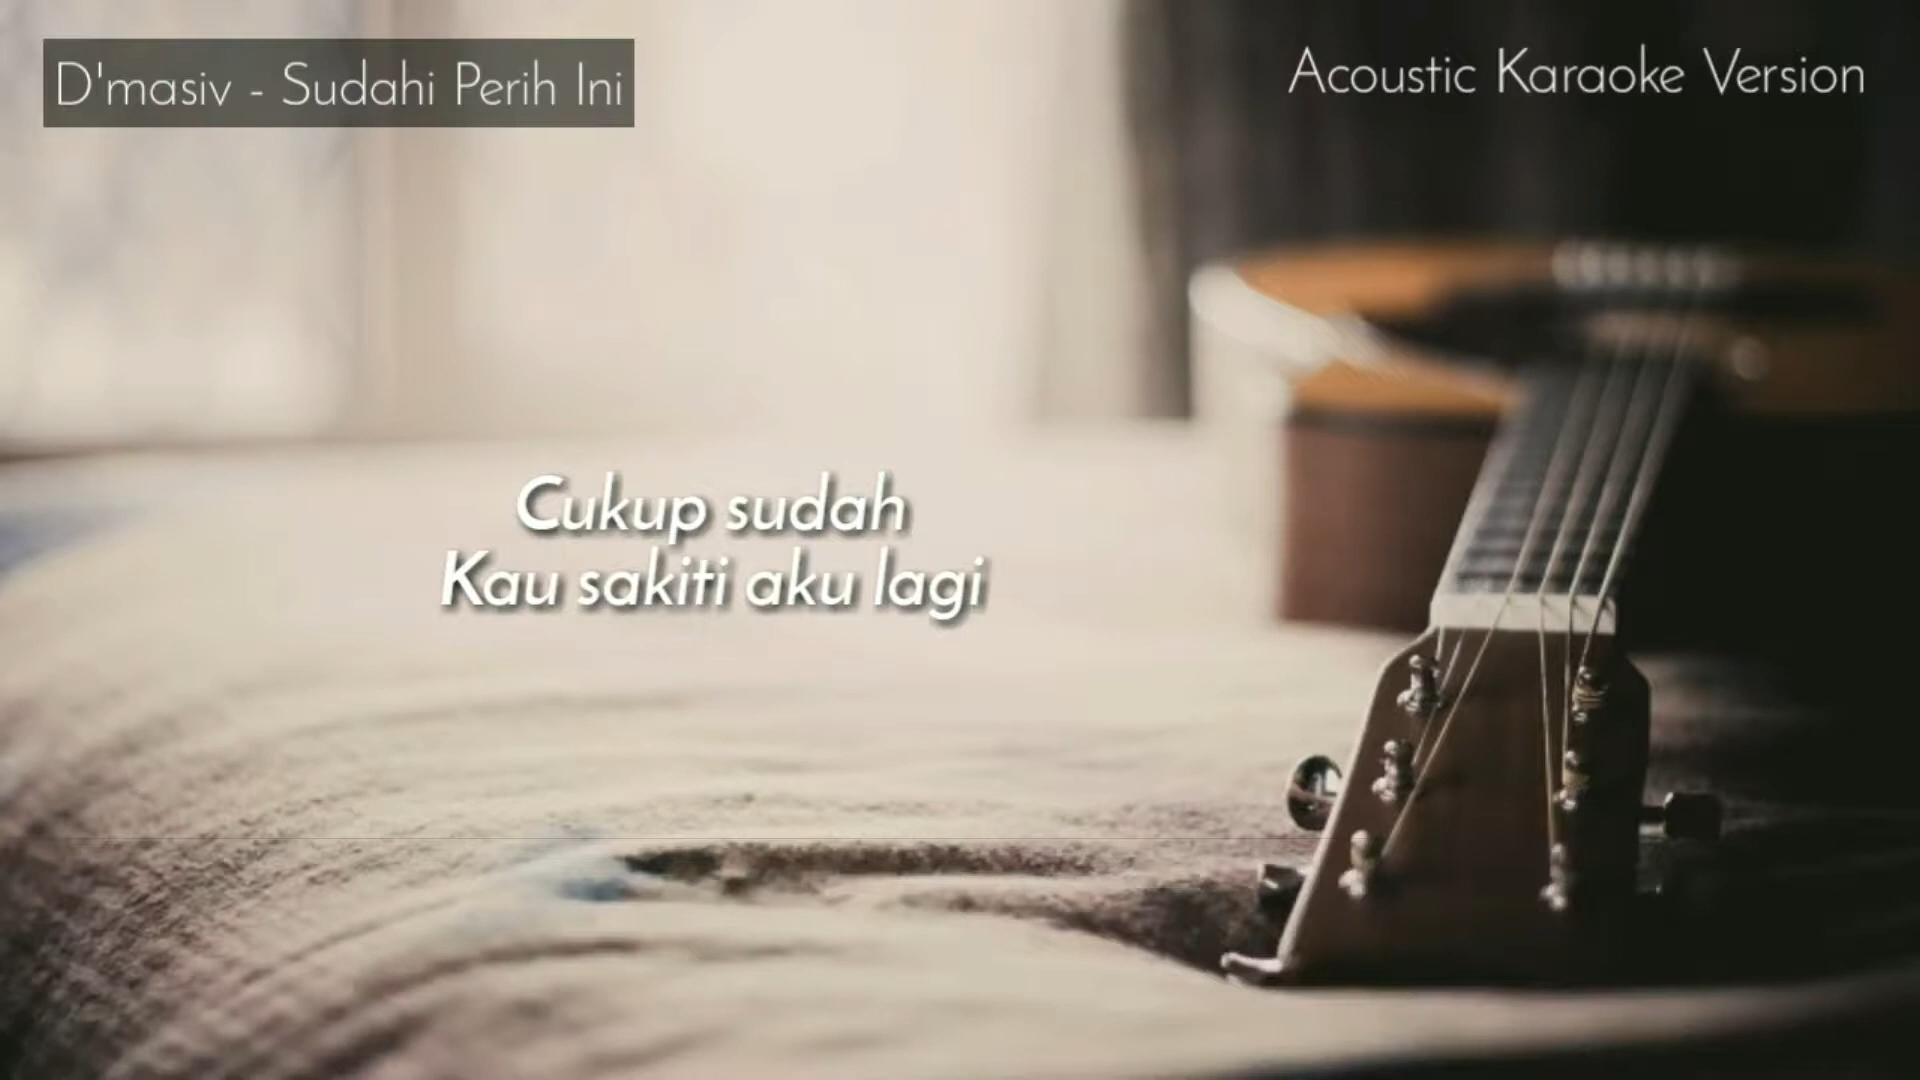 D'masiv - Sudahi Perih Ini
Acoustic Karaoke Version
Cukup sudah
Kau sakiti aku lagi